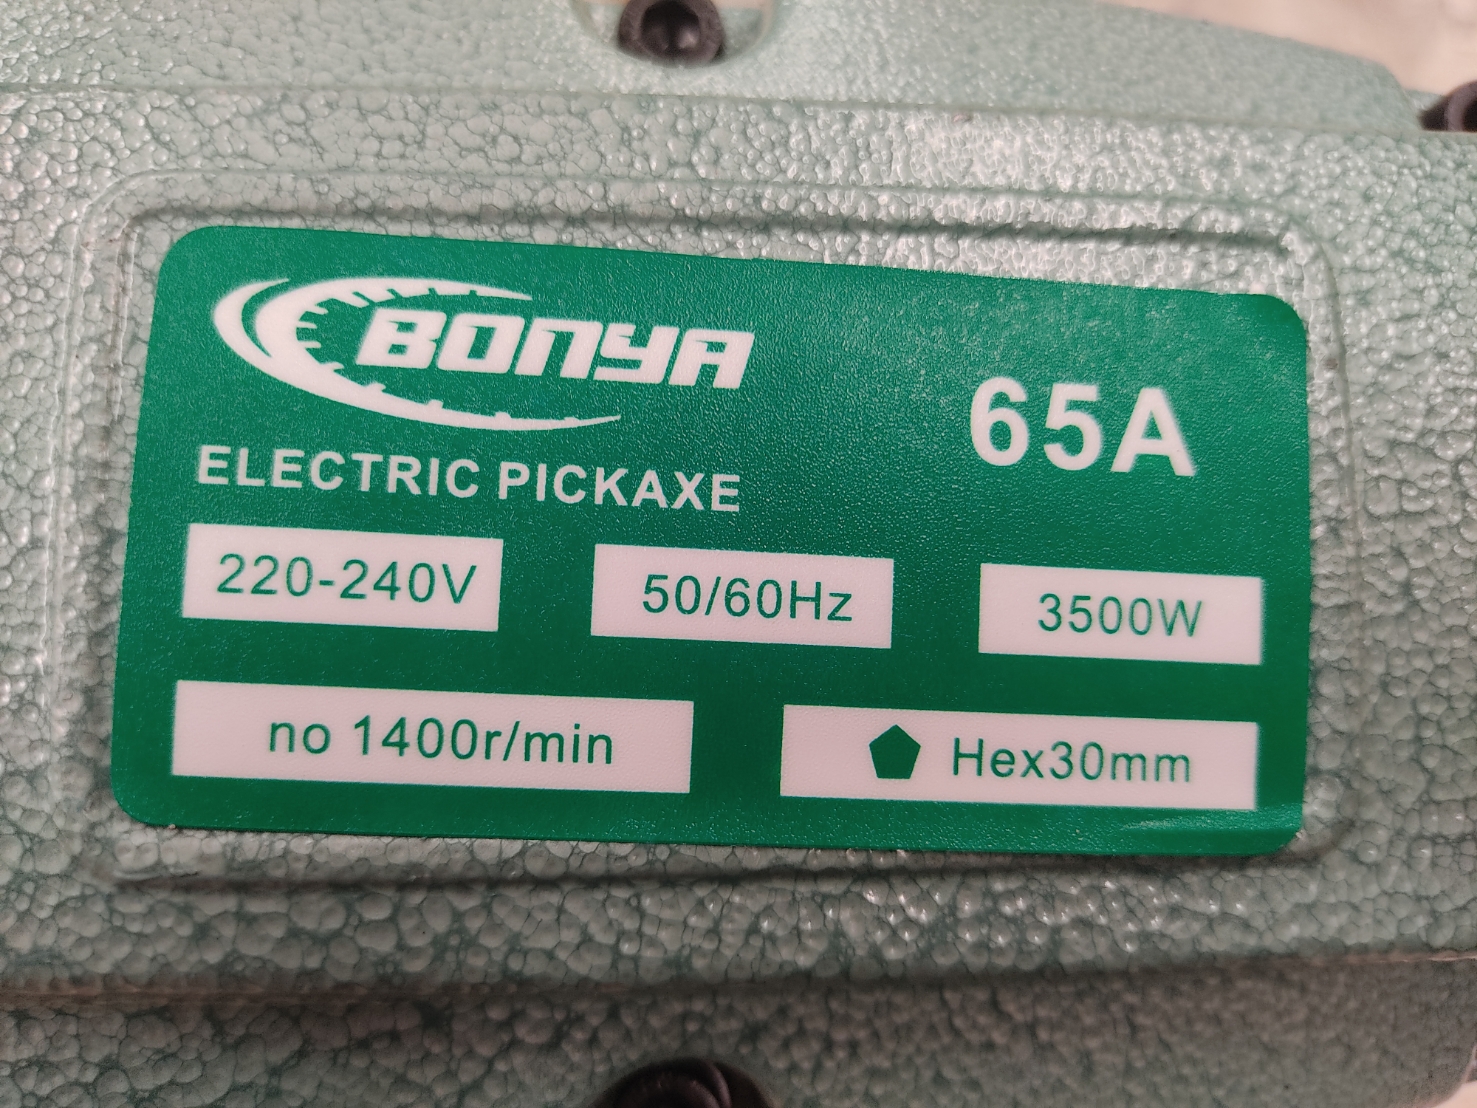 BONYA
65A
ELECTRIC PICKAXE
220-240V 50/60Hz 3500W
no 1400r/min Hex30mm